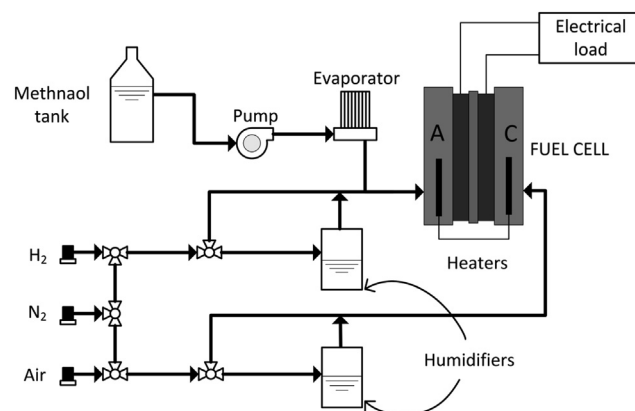 Electrical
load
Evaporator
Methnaol
tank
Pump
A
C
FUEL CELL
H₂
Heaters
N₂
Humidifiers
Air